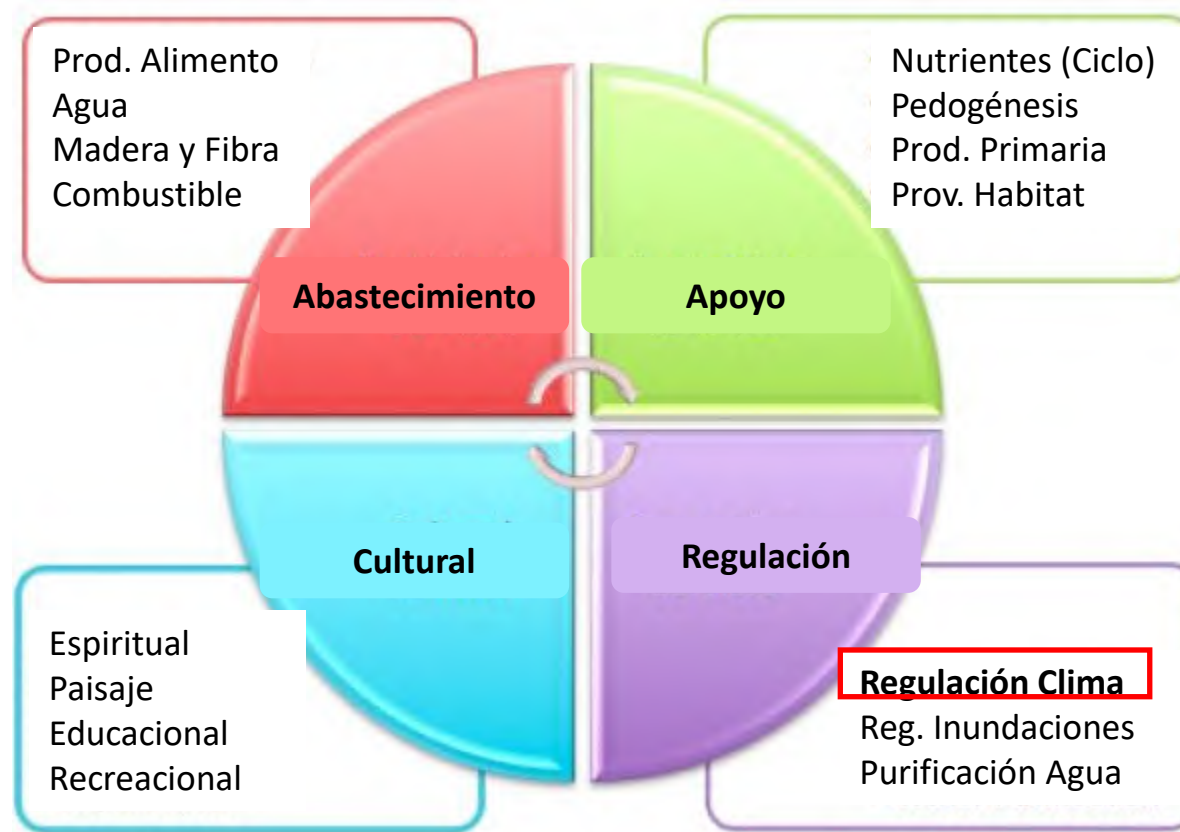 Prod. Alimento
Agua
Madera y Fibra
Combustible
Nutrientes (Ciclo)
Pedogénesis
Prod. Primaria
Prov. Habitat
Abastecimiento
Apoyo
Cultural
Regulación
Espiritual
Paisaje
Educacional
Recreacional
Regulación Clima
Reg. Inundaciones
Purificación Agua